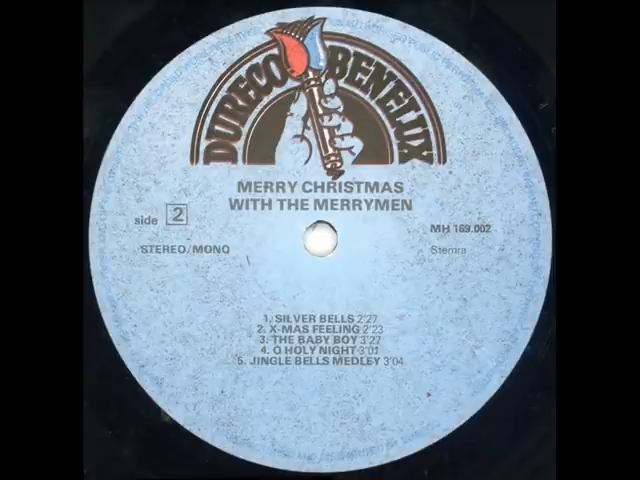 DURECO BENELUX
MERRY CHRISTMAS
WITH THE MERRYMEN
side 2
MH 169.002
STEREO/MONO
Stemra
1. SILVER BELLS 2'27
2. X-MAS FEELING 2'23
3. THE BABY BOY 3'27
4. O HOLY NIGHT 3'01
5. JINGLE BELLS MEDLEY 3'04